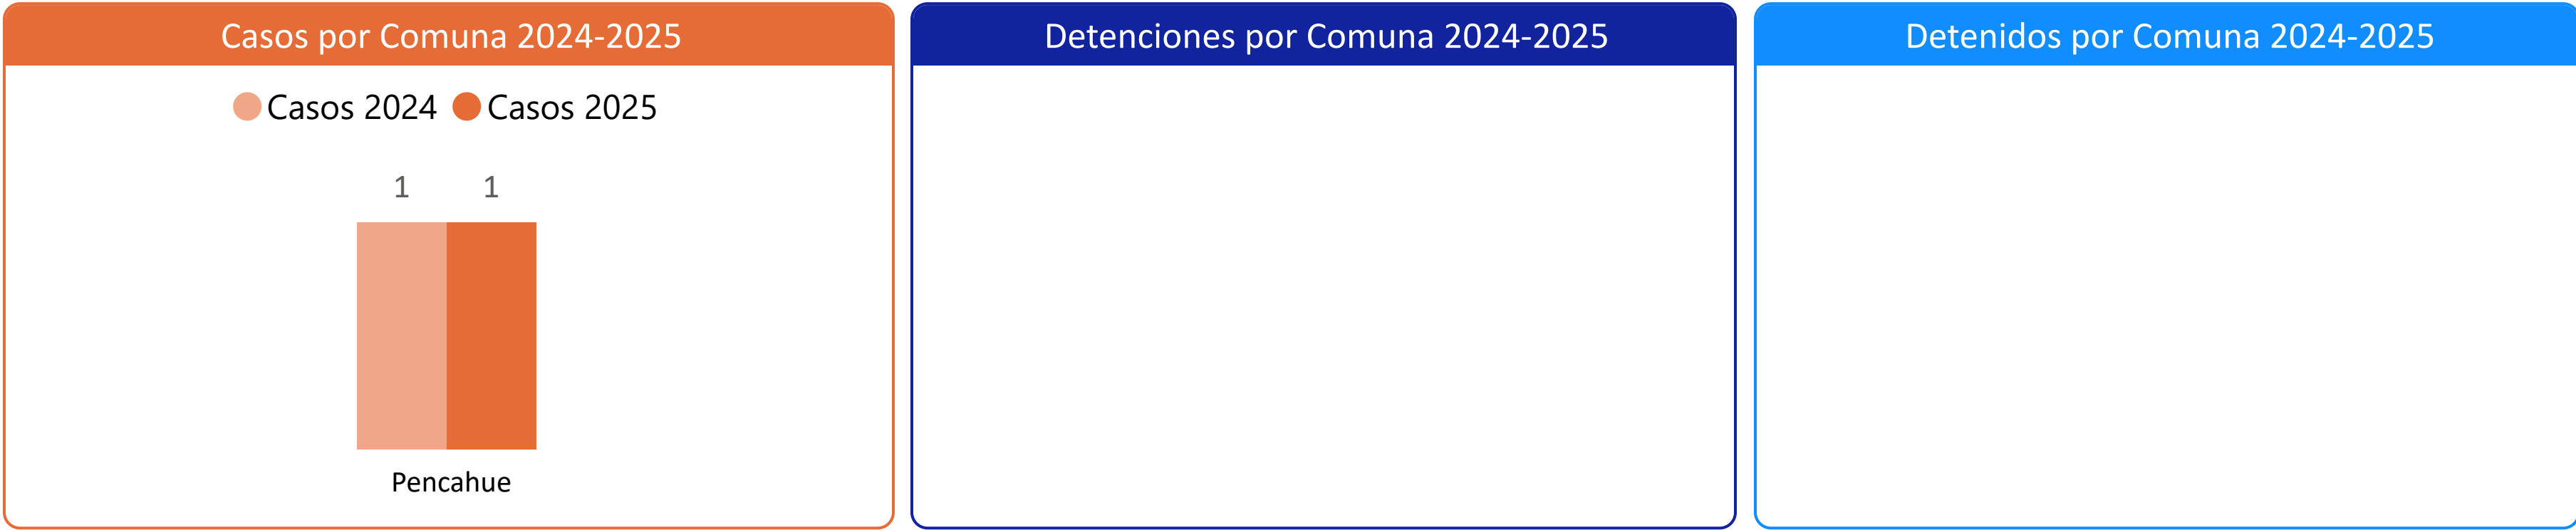 Casos por Comuna 2024-2025
Casos 2024 Casos 2025
1 1
Pencahue
Detenciones por Comuna 2024-2025
Detenidos por Comuna 2024-2025